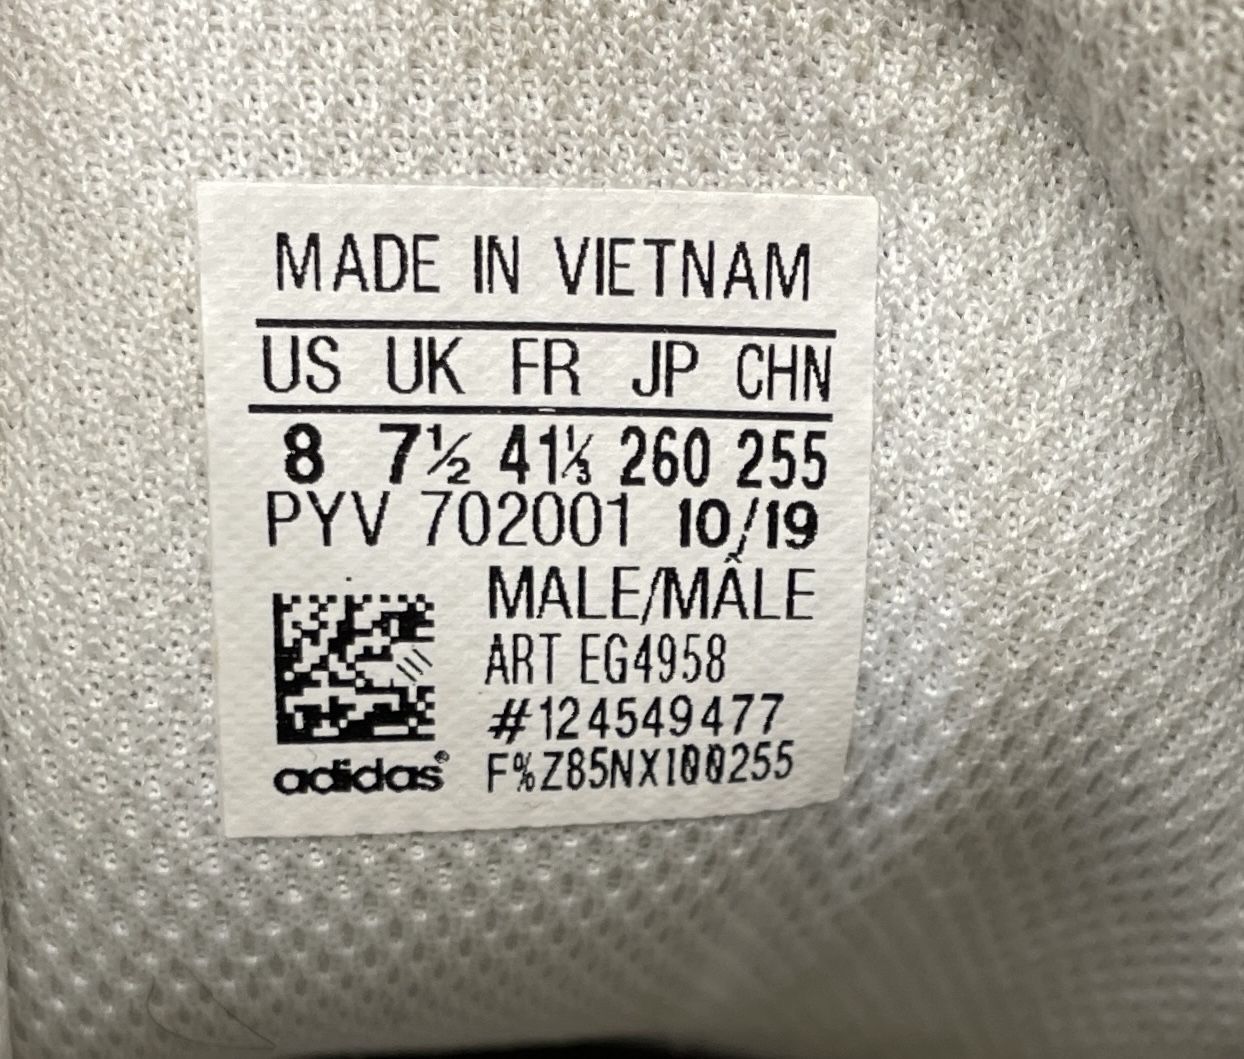 MADE IN VIETNAM
US UK FR JP CHN
8 7½ 41⅓ 260 255
PYV 702001 10/19
MALE/MÂLE
ART EG4958
#124549477
adidas® F%Z85NX100255